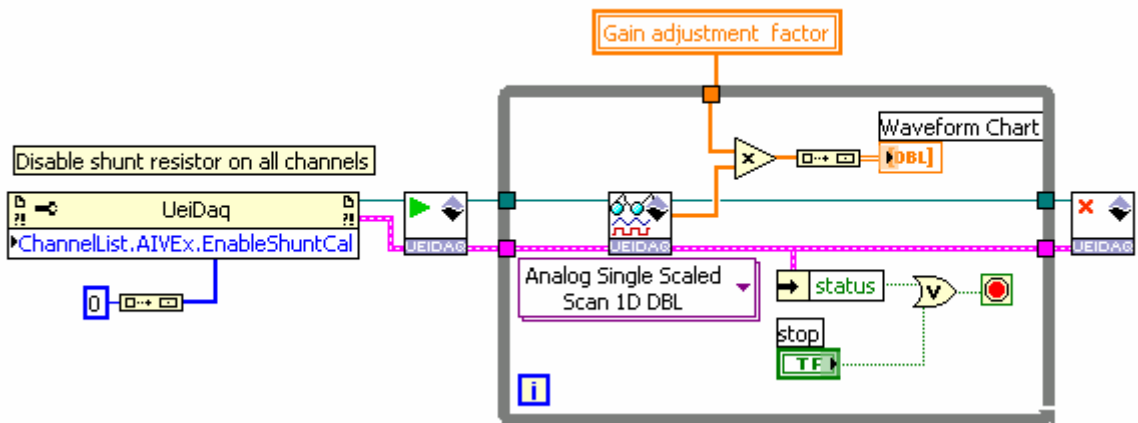 Gain adjustment factor
Waveform Chart
DBL]
Disable shunt resistor on all channels
UeiDaq
ChannelList.AIVEx.EnableShuntCal
0
UEIDAQ
UEIDAQ
UEIDAQ
Analog Single Scaled
Scan 1D DBL
status
stop
TF
i